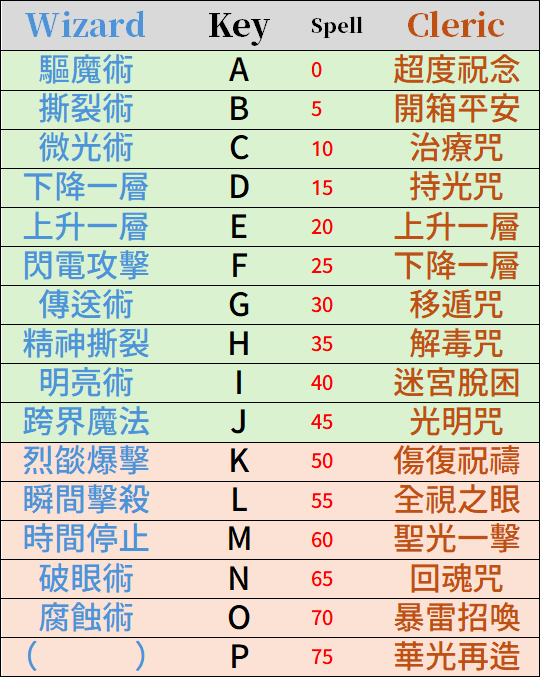 Wizard Key Spell Cleric
驅魔術 A 0 超度祝念
撕裂術 B 5 開箱平安
微光術 C 10 治療咒
下降一層 D 15 持光咒
上升一層 E 20 上升一層
閃電攻擊 F 25 下降一層
傳送術 G 30 移遁咒
精神撕裂 H 35 解毒咒
明亮術 I 40 迷宮脫困
跨界魔法 J 45 光明咒
烈燄爆擊 K 50 傷復祝禱
瞬間擊殺 L 55 全視之眼
時間停止 M 60 聖光一擊
破眼術 N 65 回魂咒
腐蝕術 O 70 暴雷招喚
(　　　) P 75 華光再造